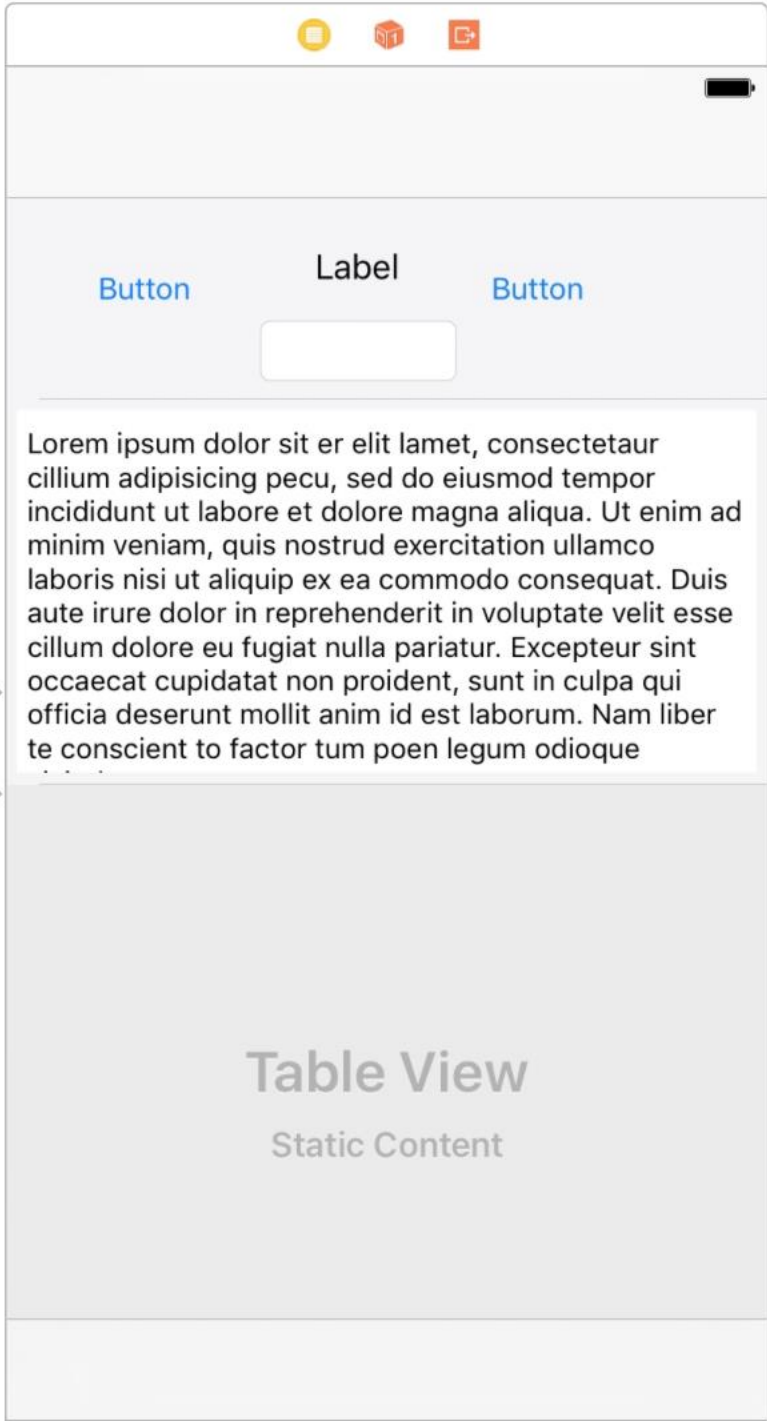 Label
Button
Button
Lorem ipsum dolor sit er elit lamet, consectetaur
cillium adipisicing pecu, sed do eiusmod tempor
incididunt ut labore et dolore magna aliqua. Ut enim ad
minim veniam, quis nostrud exercitation ullamco
laboris nisi ut aliquip ex ea commodo consequat. Duis
aute irure dolor in reprehenderit in voluptate velit esse
cillum dolore eu fugiat nulla pariatur. Excepteur sint
occaecat cupidatat non proident, sunt in culpa qui
officia deserunt mollit anim id est laborum. Nam liber
te conscient to factor tum poen legum odioque
Table View
Static Content